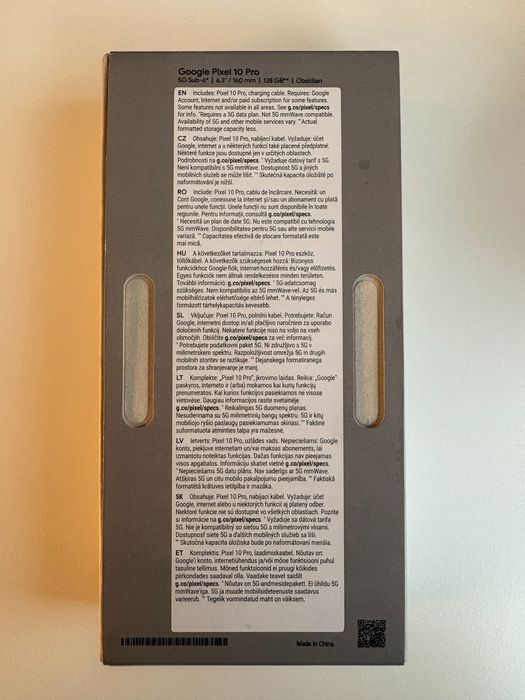 Google Pixel 10 Pro
5G Sub-6* | 6.3" / 160 mm | 128 GB** | Obsidian
EN Includes: Pixel 10 Pro, charging cable. Requires: Google
Account, Internet and/or paid subscription for some features.
Some features not available in all areas. See g.co/pixel/specs
for info. *Requires a 5G data plan. Not 5G mmWave compatible.
Availability of 5G and other mobile services vary. **Actual
formatted storage capacity less.
CZ Obsahuje: Pixel 10 Pro, nabíjecí kabel. Vyžaduje: účet
Google, internet a u některých funkcí také placené předplatné.
Některé funkce jsou dostupné jen v určitých oblastech.
Podrobnosti na g.co/pixel/specs. * Vyžaduje datový tarif s 5G.
Není kompatibilní s 5G mmWave. Dostupnost 5G a dalších
mobilních služeb se může lišit. ** Skutečná kapacita úložiště po
naformátování je nižší.
RO Include: Pixel 10 Pro, cablu de încărcare. Necesită: un
Cont Google, conexiune la internet și/sau un abonament cu plată
pentru unele funcții. Unele funcții nu sunt disponibile în toate
regiunile. Pentru informații, consultă g.co/pixel/specs.
* Necesită un plan de date 5G. Nu este compatibil cu tehnologia
5G mmWave. Disponibilitatea pentru 5G sau alte servicii mobile
variază. ** Capacitatea efectivă de stocare formatată este
mai mică.
HU A következőket tartalmazza: Pixel 10 Pro eszköz,
töltőkábel. A következők szükségesek hozzá: Bizonyos
funkciókhoz Google-fiók, internet-hozzáférés és/vagy előfizetés.
Egyes funkciók nem állnak rendelkezésre minden területen.
További információ: g.co/pixel/specs. * 5G-adatcsomag
szükséges. Nem kompatibilis az 5G mmWave-vel. Az 5G és más
mobilhálózatok elérhetősége eltérő lehet. ** A tényleges
formázott tárhelykapacitás kevesebb.
SL Vključuje: Pixel 10 Pro, polnilni kabel. Potrebujete: Račun
Google, internetni dostop in/ali plačljivo naročnino za uporabo
določenih funkcij. Nekatere funkcije niso na voljo na vseh
območjih. Obiščite g.co/pixel/specs za več informacij.
* Potrebujete podatkovni paket 5G. Ni združljivo s 5G v
milimetrskem spektru. Razpoložljivost omrežja 5G in drugih
mobilnih storitev se razlikuje. ** Dejanskega formatiranega
prostora za shranjevanje je manj.
LT Komplekte: „Pixel 10 Pro“, įkrovimo laidas. Reikia: „Google“
paskyros, interneto ir (arba) mokamos kai kurių funkcijų
prenumeratos. Kai kurios funkcijos pasiekiamos ne visose
vietovėse. Daugiau informacijos rasite svetainėje
g.co/pixel/specs. * Reikalingas 5G duomenų planas.
Nesuderinama su 5G milimetrinių bangų spektru. 5G ir kitų
mobiliojo ryšio paslaugų pasiekiamumas skiriasi. ** Faktinė
suformatuota atminties talpa yra mažesnė.
LV Ietverts: Pixel 10 Pro, uzlādes vads. Nepieciešams: Google
konts, piekļuve internetam un/vai maksas abonements, lai
izmantotu noteiktas funkcijas. Dažas funkcijas nav pieejamas
visos apgabalos. Informāciju skatiet vietnē g.co/pixel/specs.
* Nepieciešams 5G datu plāns. Nav saderīgs ar 5G mmWave.
Atšķiras 5G un citu mobilo pakalpojumu pieejamība. ** Faktiskā
formatētā krātuves ietilpība ir mazāka.
SK Obsahuje: Pixel 10 Pro, nabíjací kábel. Vyžaduje: účet
Google, internet alebo u niektorých funkcií aj platený odber.
Niektoré funkcie nie sú dostupné vo všetkých oblastiach. Pozrite
si informácie na g.co/pixel/specs. * Vyžaduje sa dátová tarifa
5G. Nie je kompatibilný so sieťou 5G s milimetrovými vlnami.
Dostupnosť siete 5G a ďalších mobilných služieb sa líši.
** Skutočná kapacita úložiska bude po naformátovaní menšia.
ET Komplektis: Pixel 10 Pro, laadimiskaabel. Nõutav on:
Google'i konto, internetiühendus ja/või mõne funktsiooni puhul
tasuline tellimus. Mõned funktsioonid ei pruugi kõikides
piirkondades saadaval olla. Vaadake teavet saidilt
g.co/pixel/specs. * Nõutav on 5G-andmesidepakett. Ei ühildu 5G
mmWave'iga. 5G ja muude mobiilsideteenuste saadavus
varieerub. ** Tegelik vormindatud maht on väiksem.
Made in China